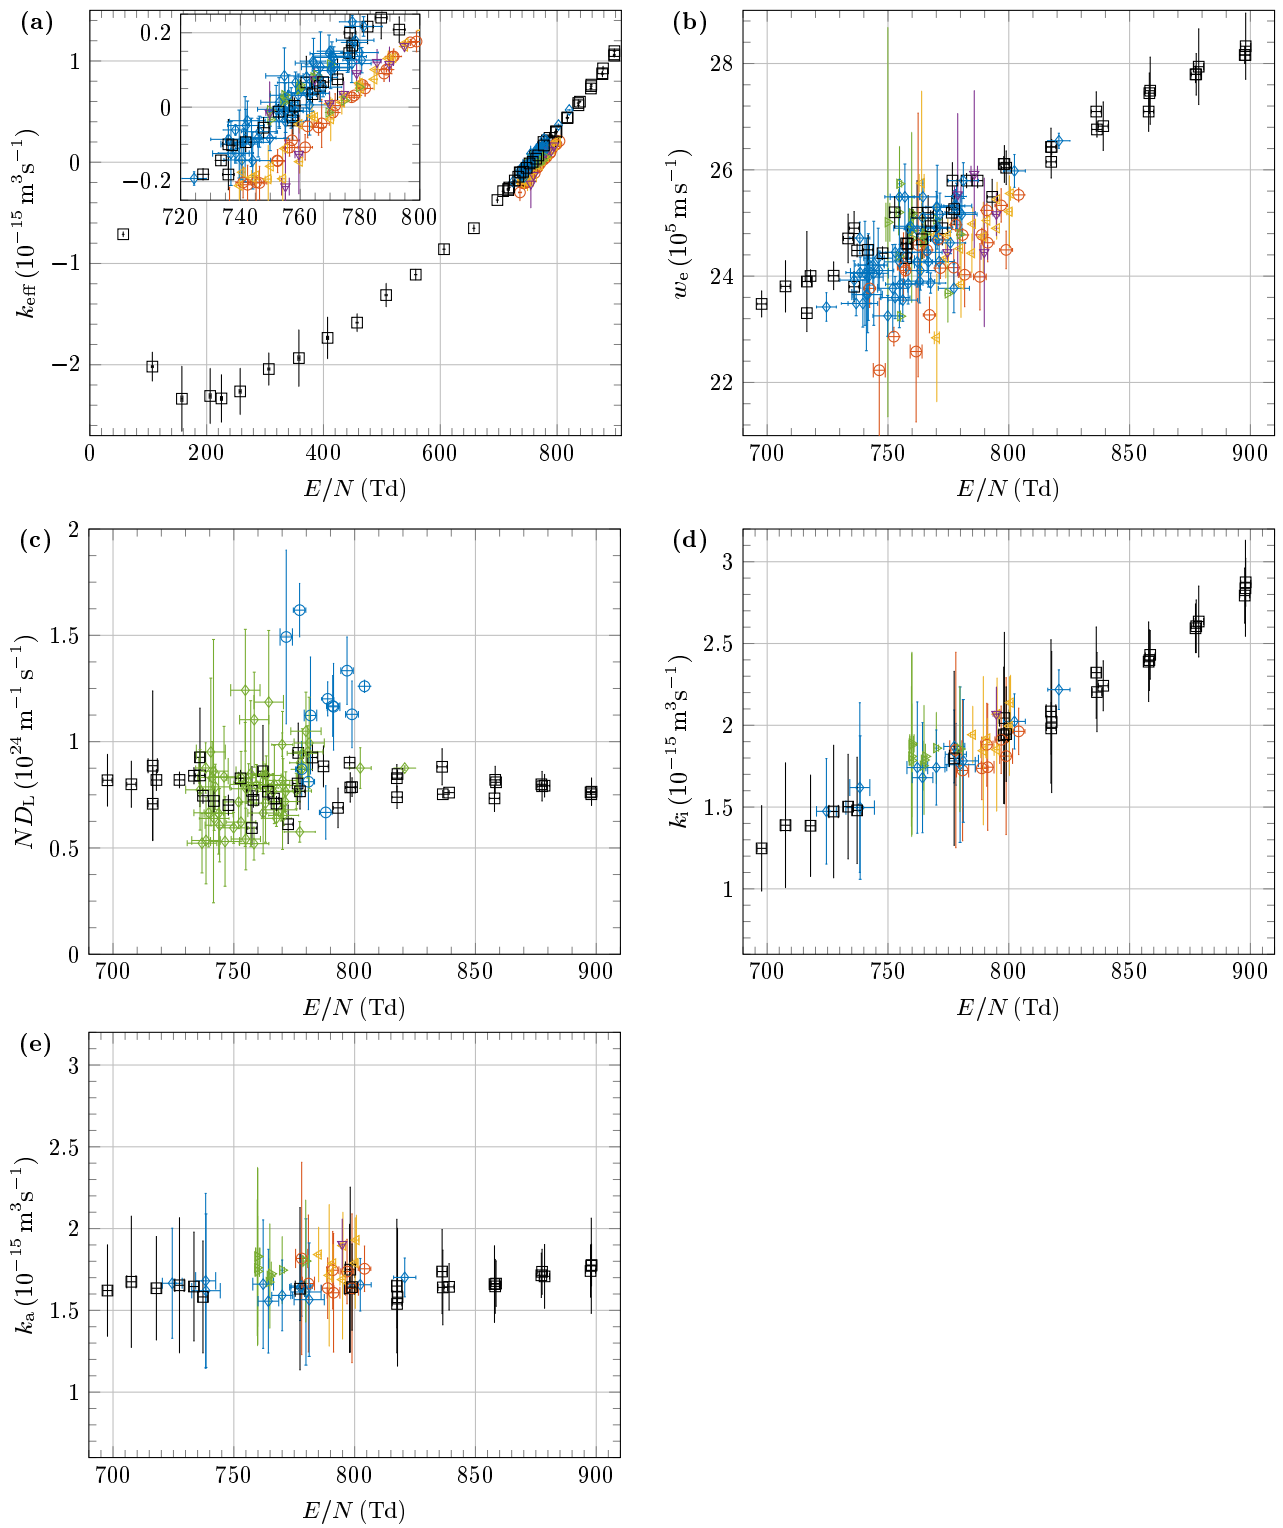 (a)
0.2
0
−0.2
720 740 760 780 800
1
0
−1
−2
k_eff (10^−15 m^3 s^−1)
0 200 400 600 800
E/N (Td)
(b)
28
26
24
22
w_e (10^5 m s^−1)
700 750 800 850 900
E/N (Td)
(c)
2
1.5
1
0.5
0
ND_L (10^24 m^−1 s^−1)
700 750 800 850 900
E/N (Td)
(d)
3
2.5
2
1.5
1
k_i (10^−15 m^3 s^−1)
700 750 800 850 900
E/N (Td)
(e)
3
2.5
2
1.5
1
k_a (10^−15 m^3 s^−1)
700 750 800 850 900
E/N (Td)